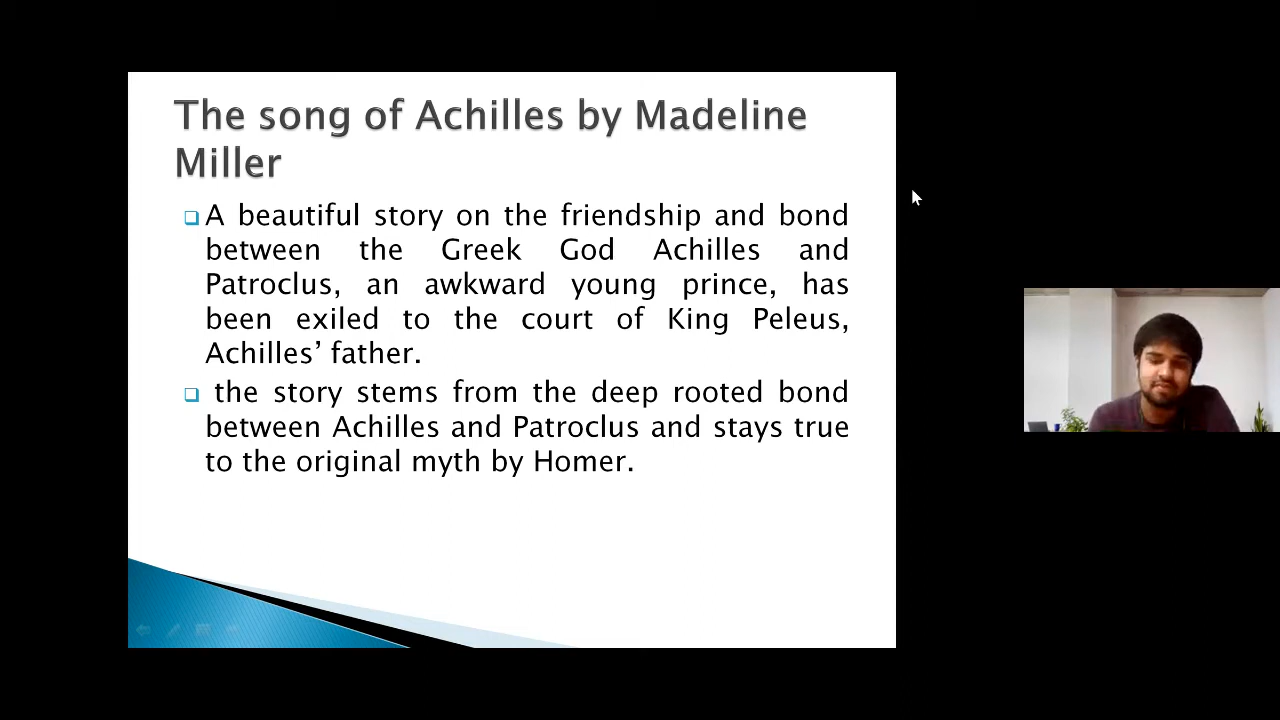 The song of Achilles by Madeline
Miller
A beautiful story on the friendship and bond
between the Greek God Achilles and
Patroclus, an awkward young prince, has
been exiled to the court of King Peleus,
Achilles’ father.
the story stems from the deep rooted bond
between Achilles and Patroclus and stays true
to the original myth by Homer.